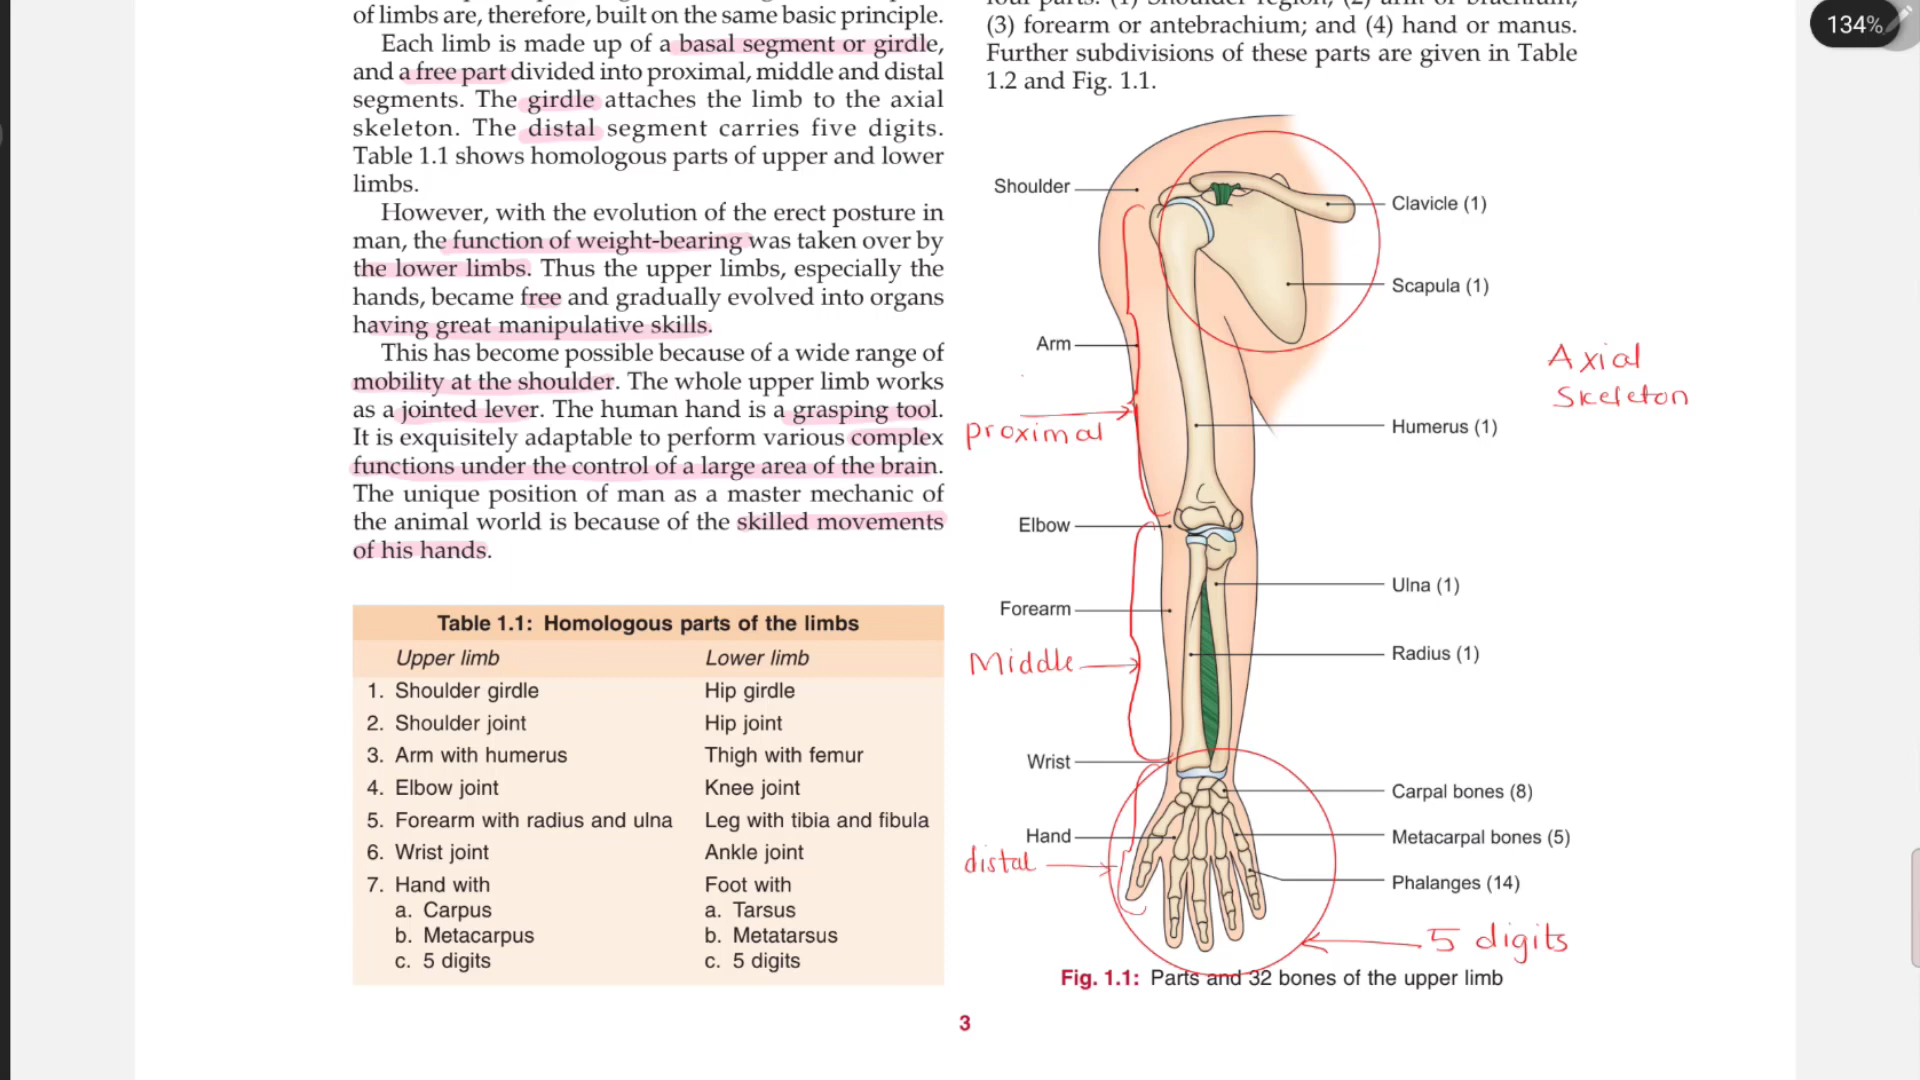 of limbs are, therefore, built on the same basic principle.
Each limb is made up of a basal segment or girdle,
and a free part divided into proximal, middle and distal
segments. The girdle attaches the limb to the axial
skeleton. The distal segment carries five digits.
Table 1.1 shows homologous parts of upper and lower
limbs.
However, with the evolution of the erect posture in
man, the function of weight-bearing was taken over by
the lower limbs. Thus the upper limbs, especially the
hands, became free and gradually evolved into organs
having great manipulative skills.
This has become possible because of a wide range of
mobility at the shoulder. The whole upper limb works
as a jointed lever. The human hand is a grasping tool.
It is exquisitely adaptable to perform various complex
functions under the control of a large area of the brain.
The unique position of man as a master mechanic of
the animal world is because of the skilled movements
of his hands.
Table 1.1: Homologous parts of the limbs
Upper limb Lower limb
1. Shoulder girdle Hip girdle
2. Shoulder joint Hip joint
3. Arm with humerus Thigh with femur
4. Elbow joint Knee joint
5. Forearm with radius and ulna Leg with tibia and fibula
6. Wrist joint Ankle joint
7. Hand with Foot with
a. Carpus a. Tarsus
b. Metacarpus b. Metatarsus
c. 5 digits c. 5 digits
four parts: (1) Shoulder region; (2) arm or brachium;
(3) forearm or antebrachium; and (4) hand or manus.
Further subdivisions of these parts are given in Table
1.2 and Fig. 1.1.
134%
Shoulder
Clavicle (1)
Scapula (1)
Arm
Axial
Skeleton
Humerus (1)
proximal
Elbow
Ulna (1)
Forearm
Radius (1)
Middle
Wrist
Carpal bones (8)
Hand
Metacarpal bones (5)
distal
Phalanges (14)
5 digits
Fig. 1.1: Parts and 32 bones of the upper limb
3